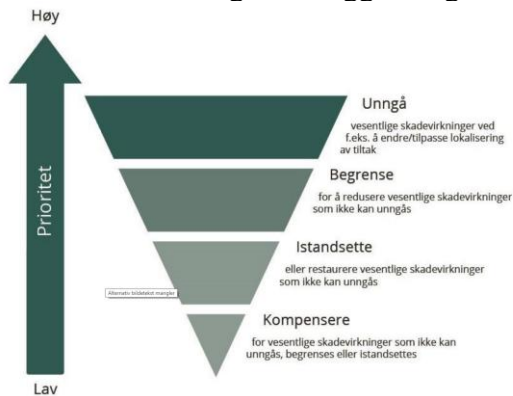 Høy
Prioritet
Unngå
vesentlige skadevirkninger ved
f.eks. å endre/tilpasse lokalisering
av tiltak
Begrense
for å redusere vesentlige skadevirkninger
som ikke kan unngås
Istandsette
eller restaurere vesentlige skadevirkninger
som ikke kan unngås
Alternativ bildetekst mangler
Kompensere
for vesentlige skadevirkninger som ikke kan
unngås, begrenses eller istandsettes
Lav